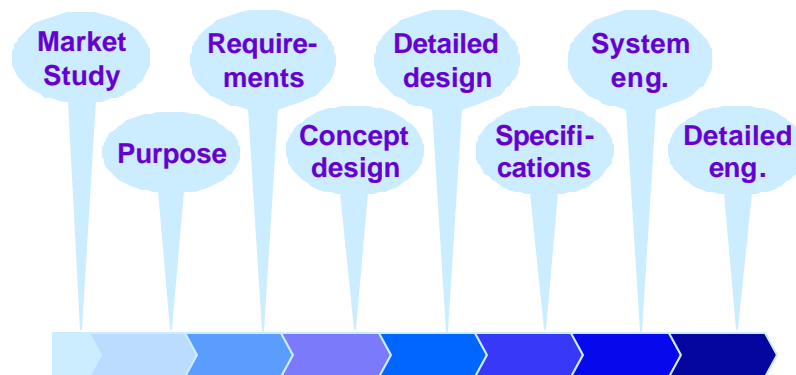 Market
Study
Purpose
Require-
ments
Concept
design
Detailed
design
Specifi-
cations
System
eng.
Detailed
eng.